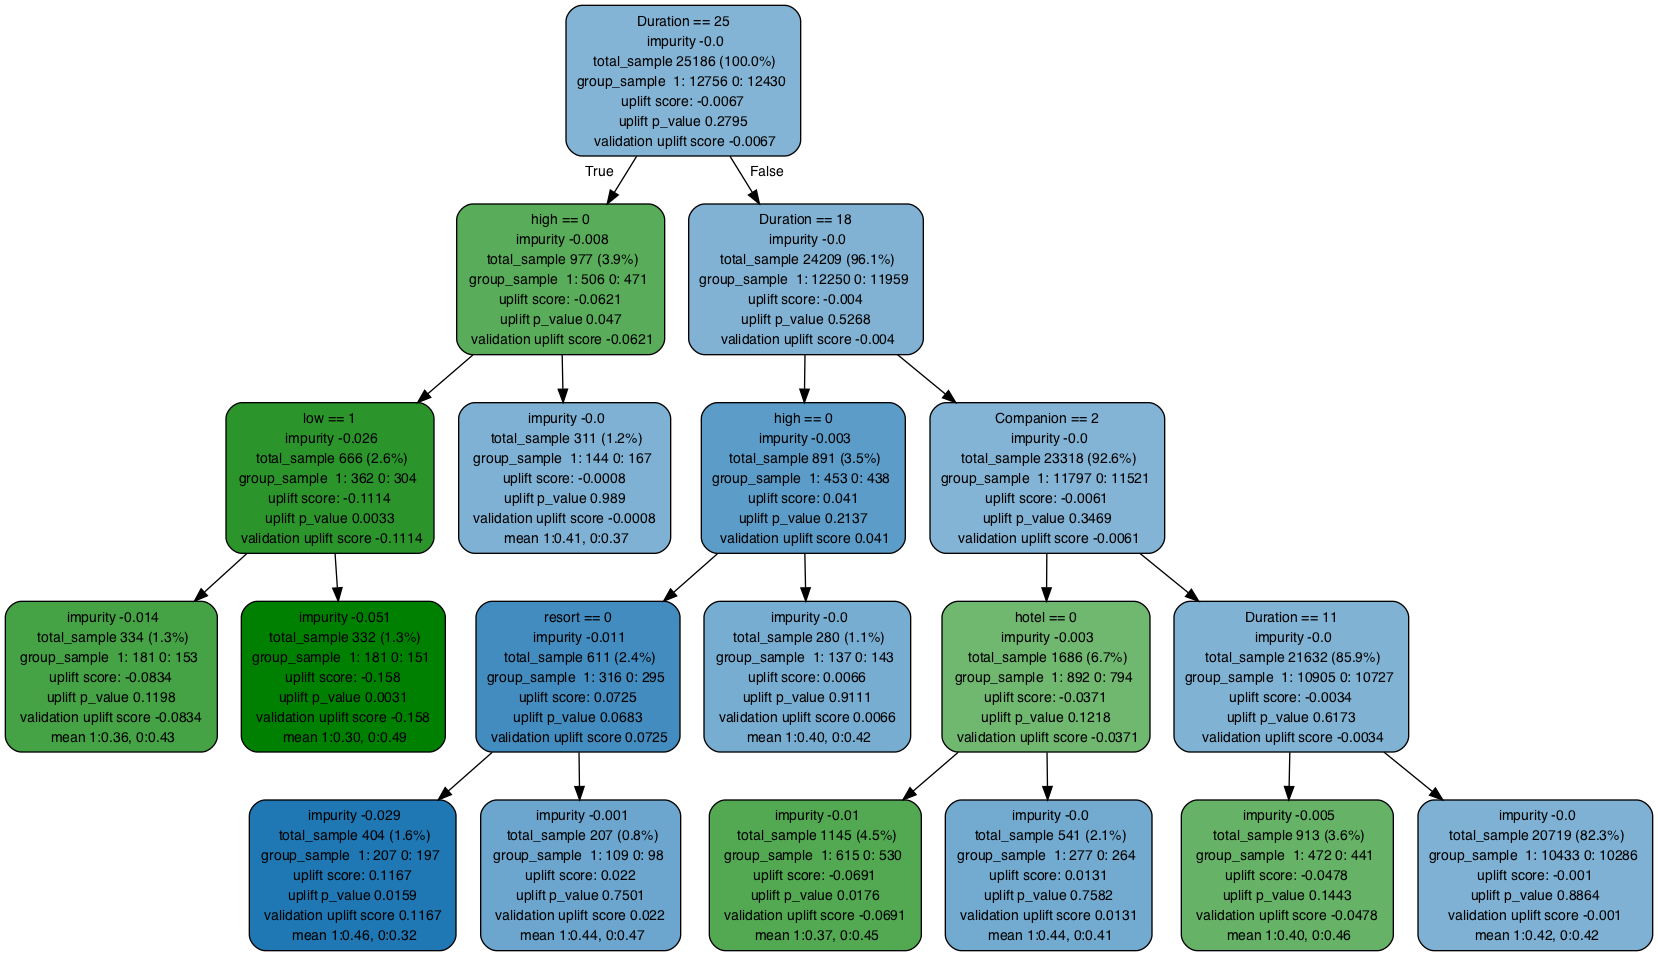 Duration == 25
impurity -0.0
total_sample 25186 (100.0%)
group_sample 1: 12756 0: 12430
uplift score: -0.0067
uplift p_value 0.2795
validation uplift score -0.0067
True
False
high == 0
impurity -0.008
total_sample 977 (3.9%)
group_sample 1: 506 0: 471
uplift score: -0.0621
uplift p_value 0.047
validation uplift score -0.0621
Duration == 18
impurity -0.0
total_sample 24209 (96.1%)
group_sample 1: 12250 0: 11959
uplift score: -0.004
uplift p_value 0.5268
validation uplift score -0.004
low == 1
impurity -0.026
total_sample 666 (2.6%)
group_sample 1: 362 0: 304
uplift score: -0.1114
uplift p_value 0.0033
validation uplift score -0.1114
impurity -0.0
total_sample 311 (1.2%)
group_sample 1: 144 0: 167
uplift score: -0.0008
uplift p_value 0.989
validation uplift score -0.0008
mean 1:0.41, 0:0.37
high == 0
impurity -0.003
total_sample 891 (3.5%)
group_sample 1: 453 0: 438
uplift score: 0.041
uplift p_value 0.2137
validation uplift score 0.041
Companion == 2
impurity -0.0
total_sample 23318 (92.6%)
group_sample 1: 11797 0: 11521
uplift score: -0.0061
uplift p_value 0.3469
validation uplift score -0.0061
impurity -0.014
total_sample 334 (1.3%)
group_sample 1: 181 0: 153
uplift score: -0.0834
uplift p_value 0.1198
validation uplift score -0.0834
mean 1:0.36, 0:0.43
impurity -0.051
total_sample 332 (1.3%)
group_sample 1: 181 0: 151
uplift score: -0.158
uplift p_value 0.0031
validation uplift score -0.158
mean 1:0.30, 0:0.49
resort == 0
impurity -0.011
total_sample 611 (2.4%)
group_sample 1: 316 0: 295
uplift score: 0.0725
uplift p_value 0.0683
validation uplift score 0.0725
impurity -0.0
total_sample 280 (1.1%)
group_sample 1: 137 0: 143
uplift score: 0.0066
uplift p_value 0.9111
validation uplift score 0.0066
mean 1:0.40, 0:0.42
hotel == 0
impurity -0.003
total_sample 1686 (6.7%)
group_sample 1: 892 0: 794
uplift score: -0.0371
uplift p_value 0.1218
validation uplift score -0.0371
Duration == 11
impurity -0.0
total_sample 21632 (85.9%)
group_sample 1: 10905 0: 10727
uplift score: -0.0034
uplift p_value 0.6173
validation uplift score -0.0034
impurity -0.029
total_sample 404 (1.6%)
group_sample 1: 207 0: 197
uplift score: 0.1167
uplift p_value 0.0159
validation uplift score 0.1167
mean 1:0.46, 0:0.32
impurity -0.001
total_sample 207 (0.8%)
group_sample 1: 109 0: 98
uplift score: 0.022
uplift p_value 0.7501
validation uplift score 0.022
mean 1:0.44, 0:0.47
impurity -0.01
total_sample 1145 (4.5%)
group_sample 1: 615 0: 530
uplift score: -0.0691
uplift p_value 0.0176
validation uplift score -0.0691
mean 1:0.37, 0:0.45
impurity -0.0
total_sample 541 (2.1%)
group_sample 1: 277 0: 264
uplift score: 0.0131
uplift p_value 0.7582
validation uplift score 0.0131
mean 1:0.44, 0:0.41
impurity -0.005
total_sample 913 (3.6%)
group_sample 1: 472 0: 441
uplift score: -0.0478
uplift p_value 0.1443
validation uplift score -0.0478
mean 1:0.40, 0:0.46
impurity -0.0
total_sample 20719 (82.3%)
group_sample 1: 10433 0: 10286
uplift score: -0.001
uplift p_value 0.8864
validation uplift score -0.001
mean 1:0.42, 0:0.42